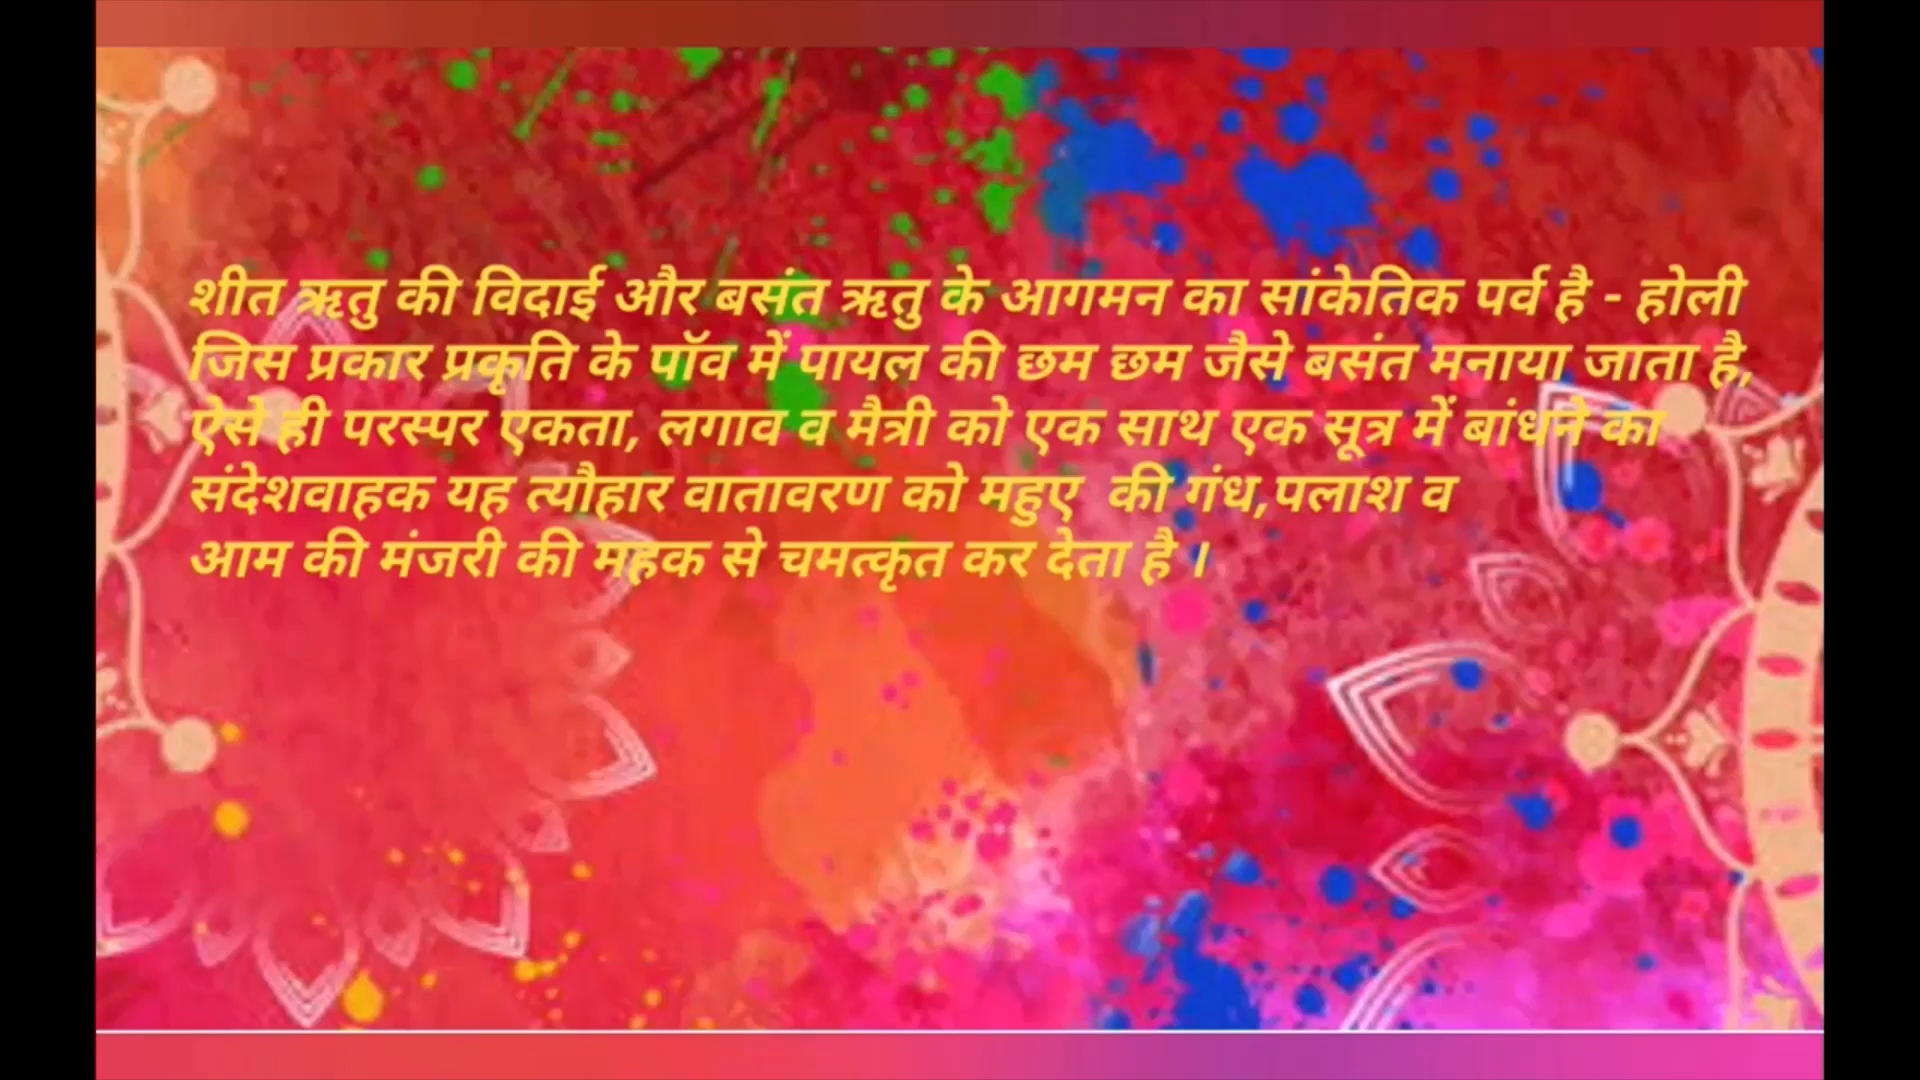 शीत ऋतु की विदाई और बसंत ऋतु के आगमन का सांकेतिक पर्व है - होली
जिस प्रकार प्रकृति के पॉव में पायल की छम छम जैसे बसंत मनाया जाता है,
ऐसे ही परस्पर एकता, लगाव व मैत्री को एक साथ एक सूत्र में बांधने का
संदेशवाहक यह त्यौहार वातावरण को महुए की गंध,पलाश व
आम की मंजरी की महक से चमत्कृत कर देता है ।